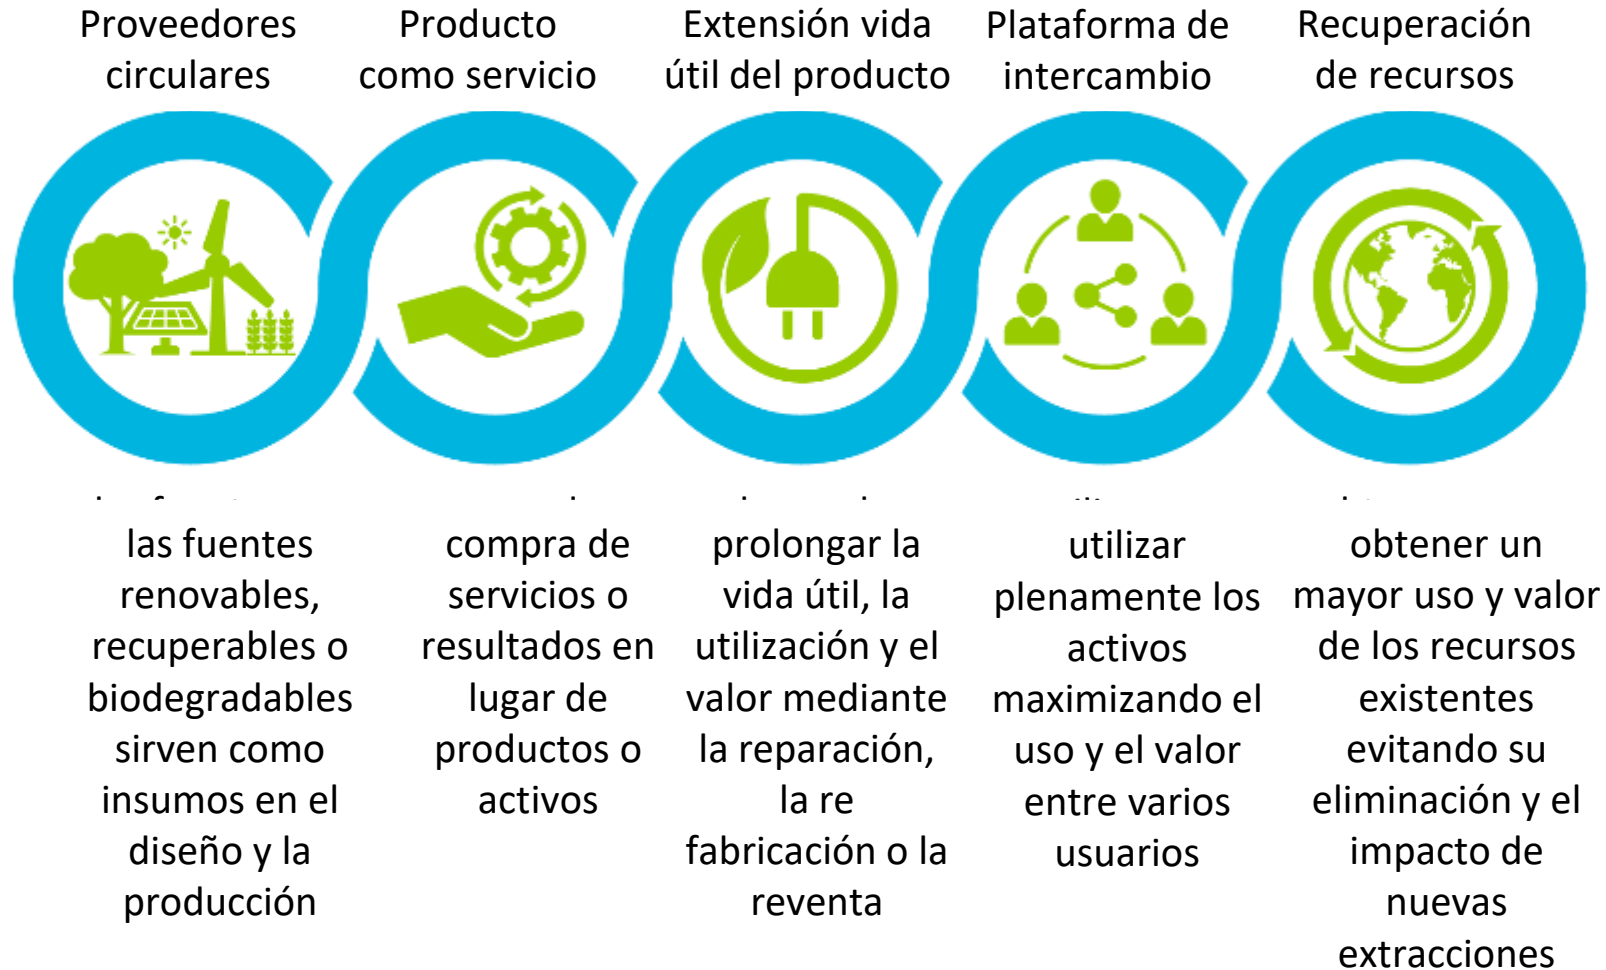 Proveedores
circulares
Producto
como servicio
Extensión vida
útil del producto
Plataforma de
intercambio
Recuperación
de recursos
las fuentes
renovables,
recuperables o
biodegradables
sirven como
insumos en el
diseño y la
producción
compra de
servicios o
resultados en
lugar de
productos o
activos
prolongar la
vida útil, la
utilización y el
valor mediante
la reparación,
la re
fabricación o la
reventa
utilizar
plenamente los
activos
maximizando el
uso y el valor
entre varios
usuarios
obtener un
mayor uso y valor
de los recursos
existentes
evitando su
eliminación y el
impacto de
nuevas
extracciones